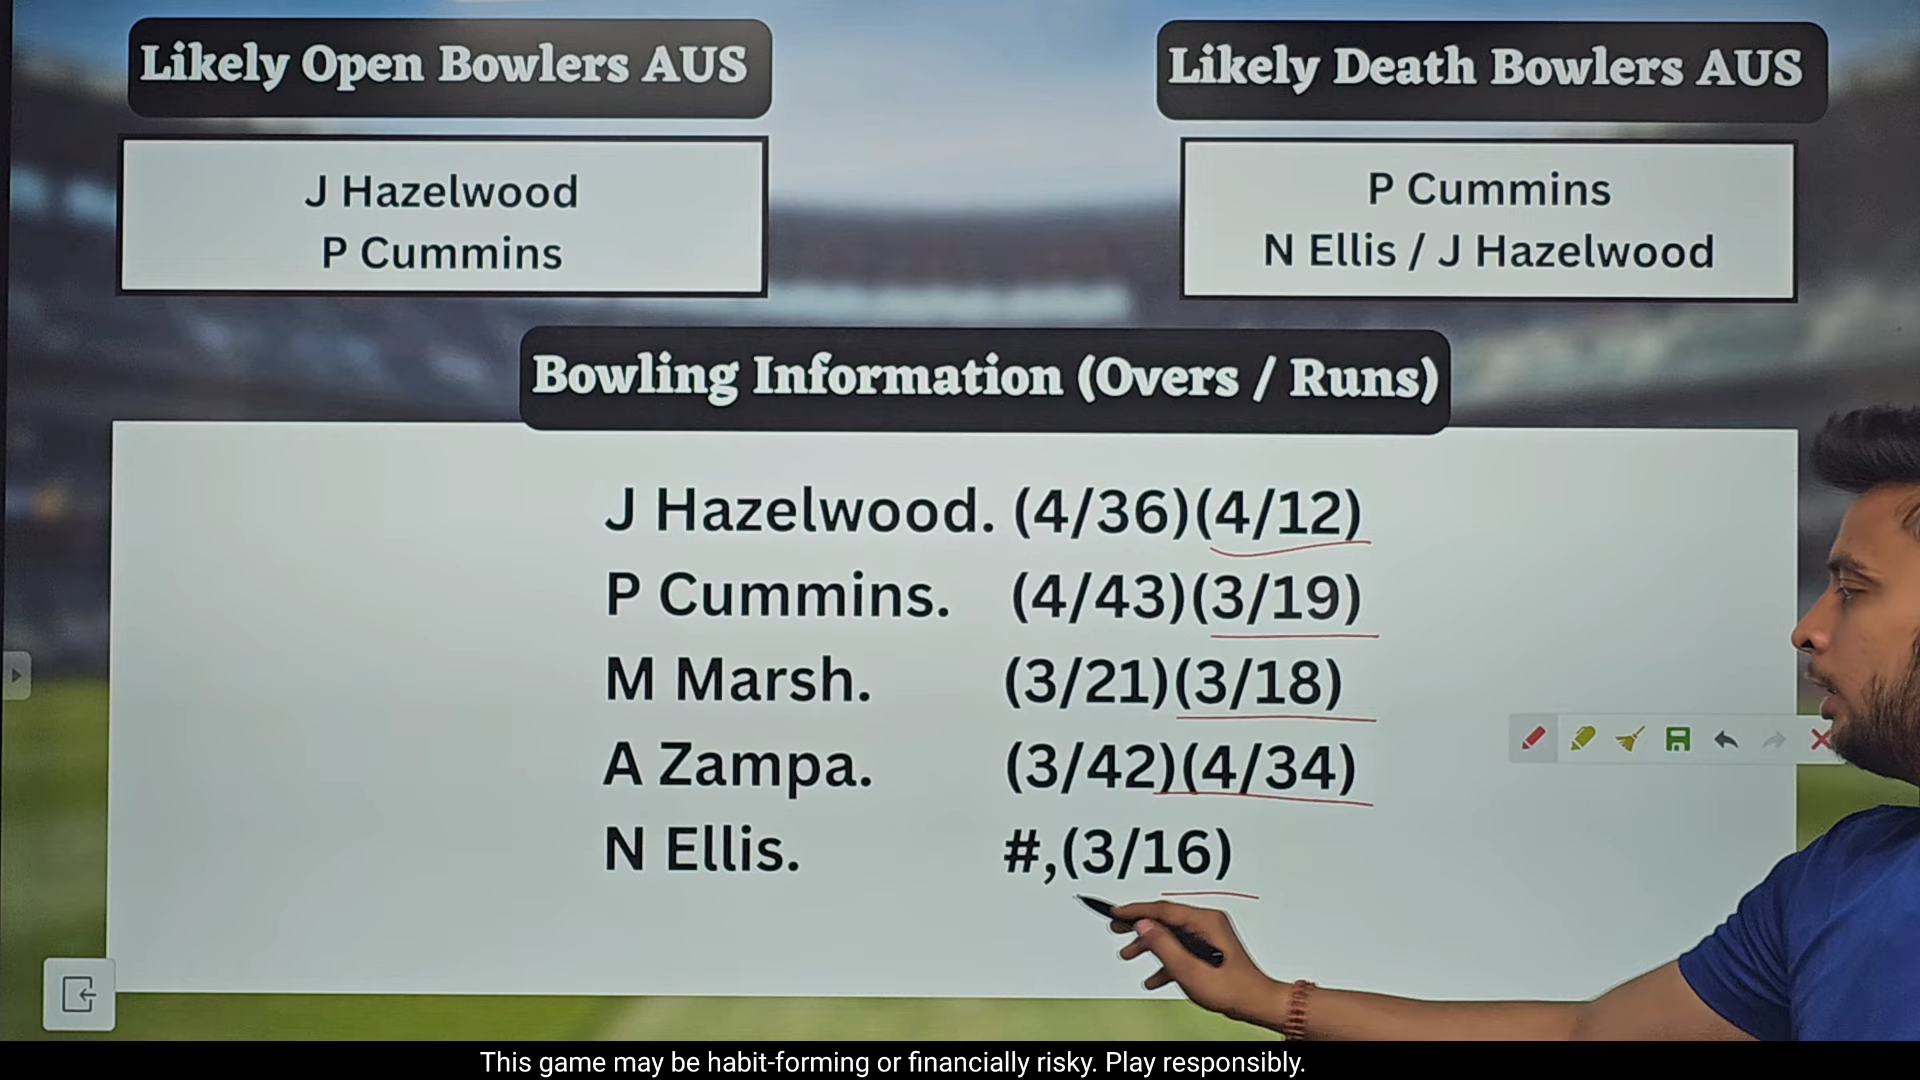 Likely Open Bowlers AUS
J Hazelwood
P Cummins
Likely Death Bowlers AUS
P Cummins
N Ellis / J Hazelwood
Bowling Information (Overs / Runs)
J Hazelwood. (4/36)(4/12)
P Cummins. (4/43)(3/19)
M Marsh. (3/21)(3/18)
A Zampa. (3/42)(4/34)
N Ellis. #,(3/16)
This game may be habit-forming or financially risky. Play responsibly.